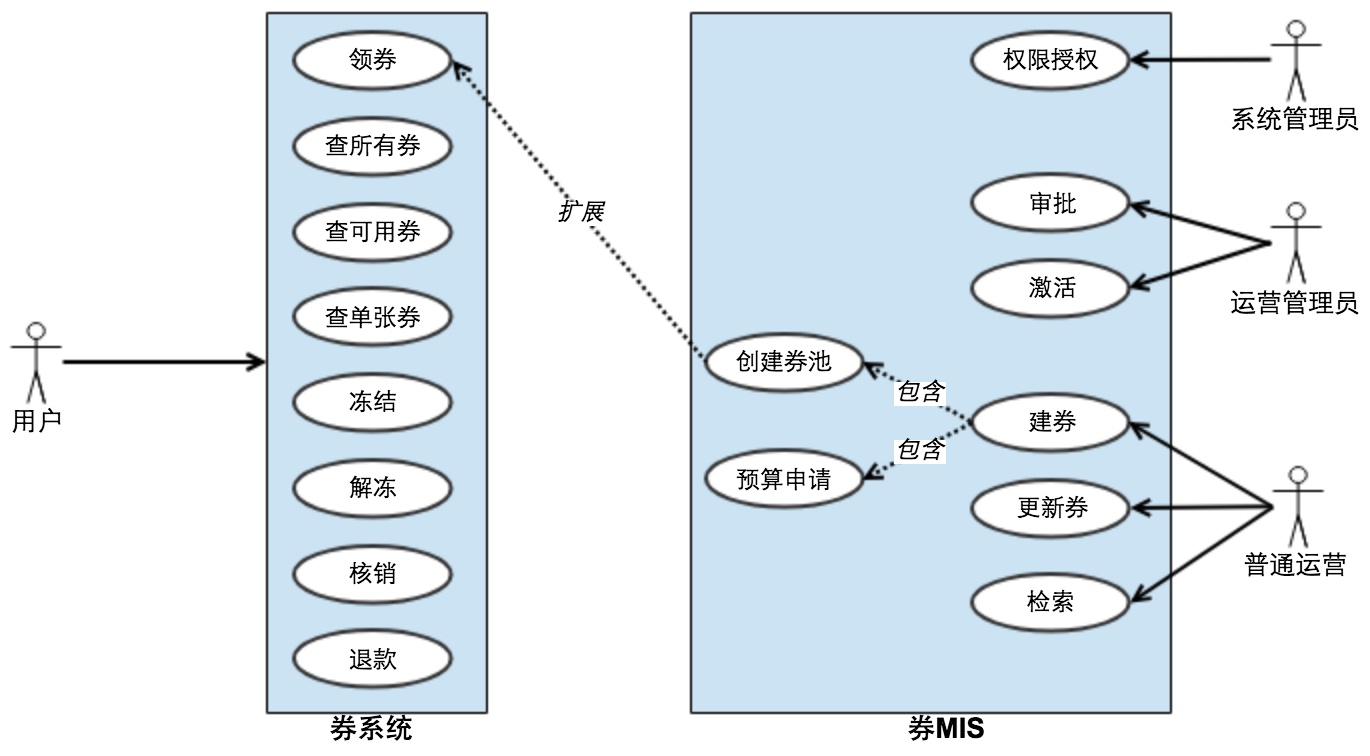 领券
查所有券
查可用券
查单张券
冻结
解冻
核销
退款
券系统
用户
扩展
权限授权
审批
激活
创建券池
包含
建券
包含
预算申请
更新券
检索
券MIS
系统管理员
运营管理员
普通运营